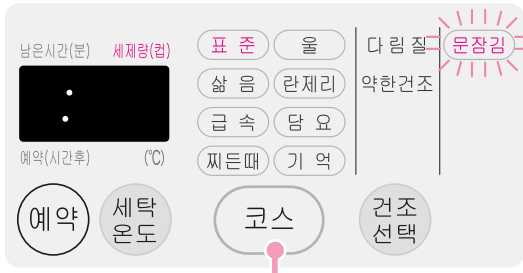 남은시간(분) 세제량(컵)
예약(시간후) (℃)
표 준 울
삶 음 란제리
급 속 담 요
찌든때 기 억
다림질
약한건조
문장김
예약
세탁
온도
코스
건조
선택